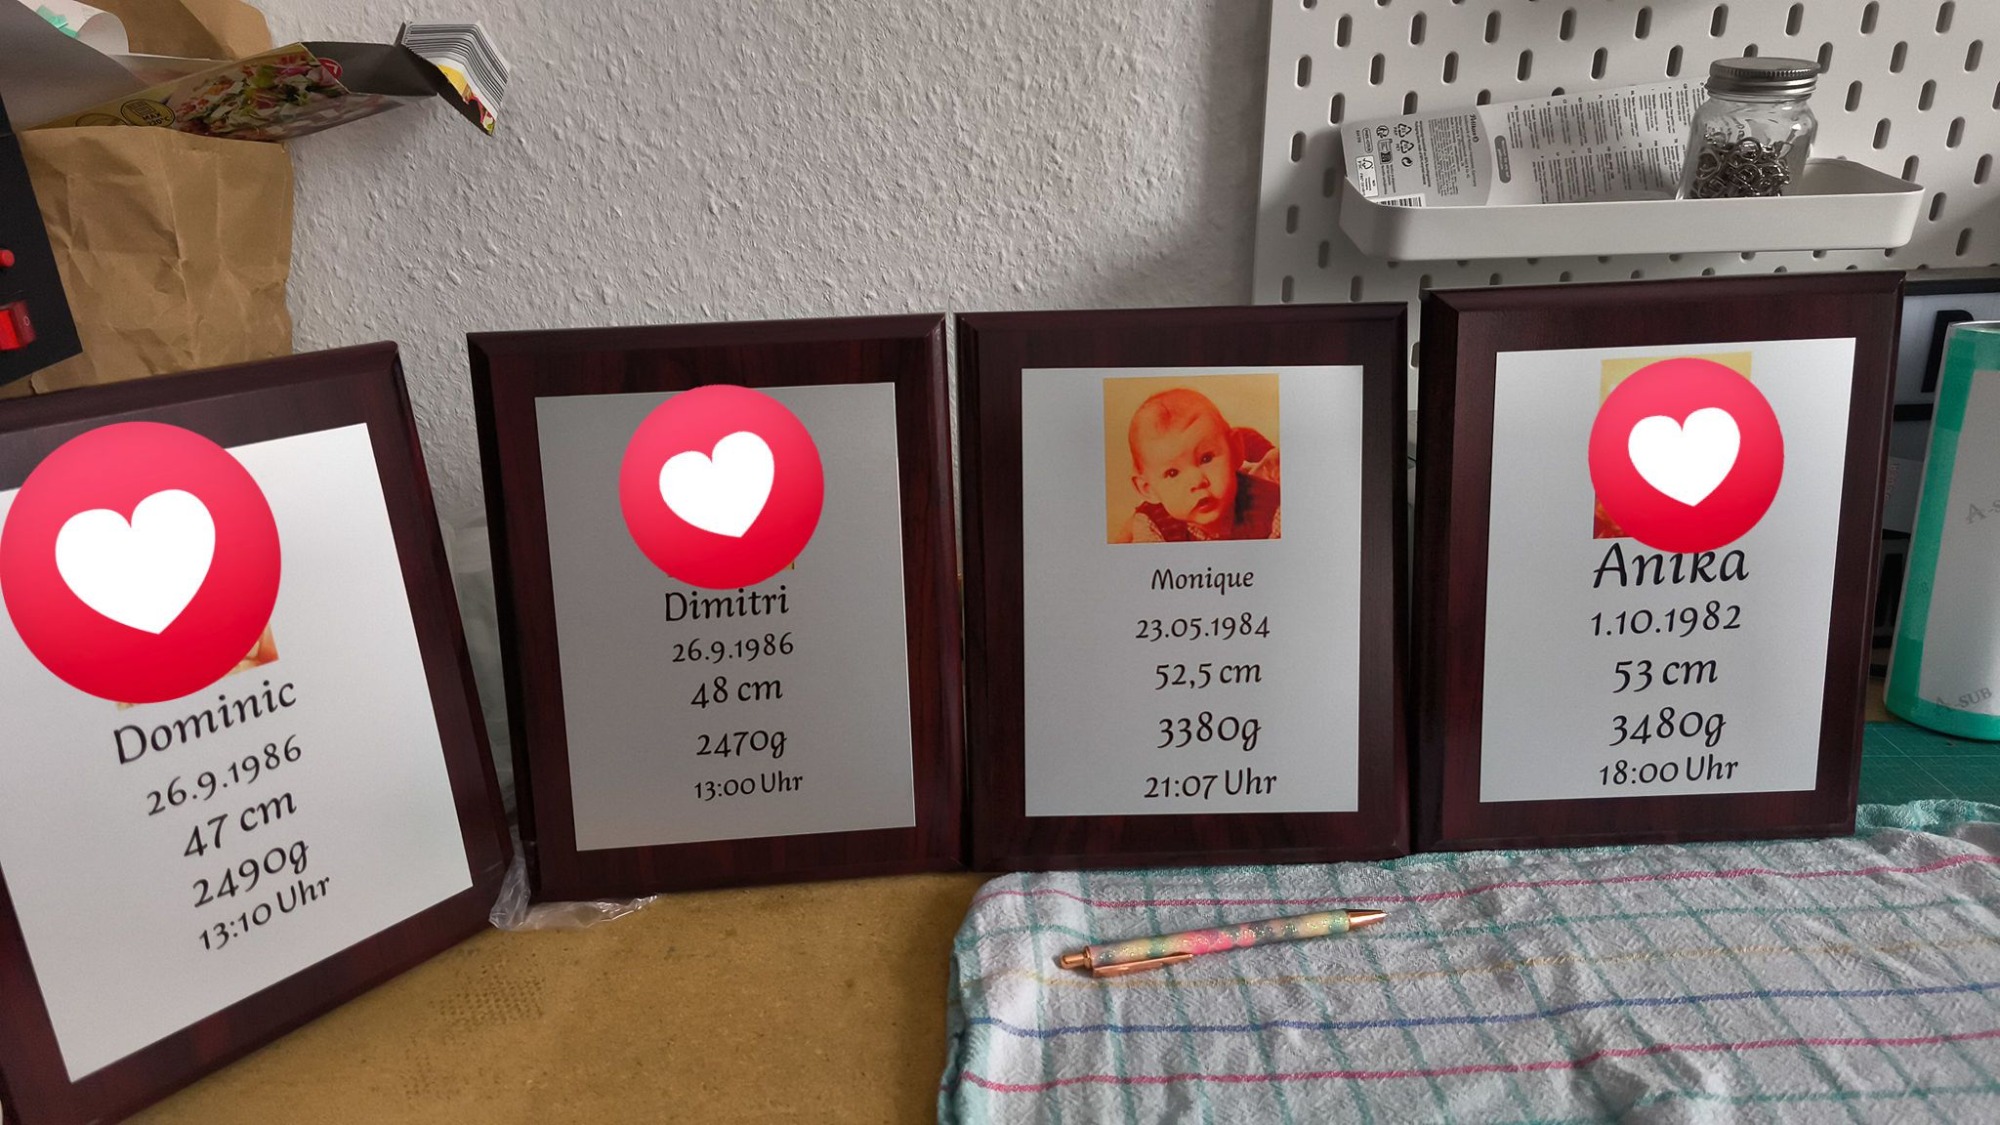 Dominic
26.9.1986
47 cm
2490g
13:10 Uhr
Dimitri
26.9.1986
48 cm
2470g
13:00 Uhr
Monique
23.05.1984
52,5 cm
3380g
21:07 Uhr
Anika
1.10.1982
53 cm
3480g
18:00 Uhr
A-SUB